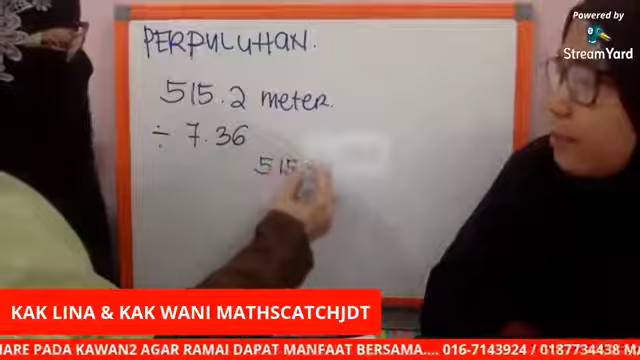 Powered by
StreamYard
PERPULUHAN.
515.2 meter.
÷ 7.36
515
KAK LINA & KAK WANI MATHSCATCHJDT
HARE PADA KAWAN2 AGAR RAMAI DAPAT MANFAAT BERSAMA.... 016-7143924 / 0187734438 MA